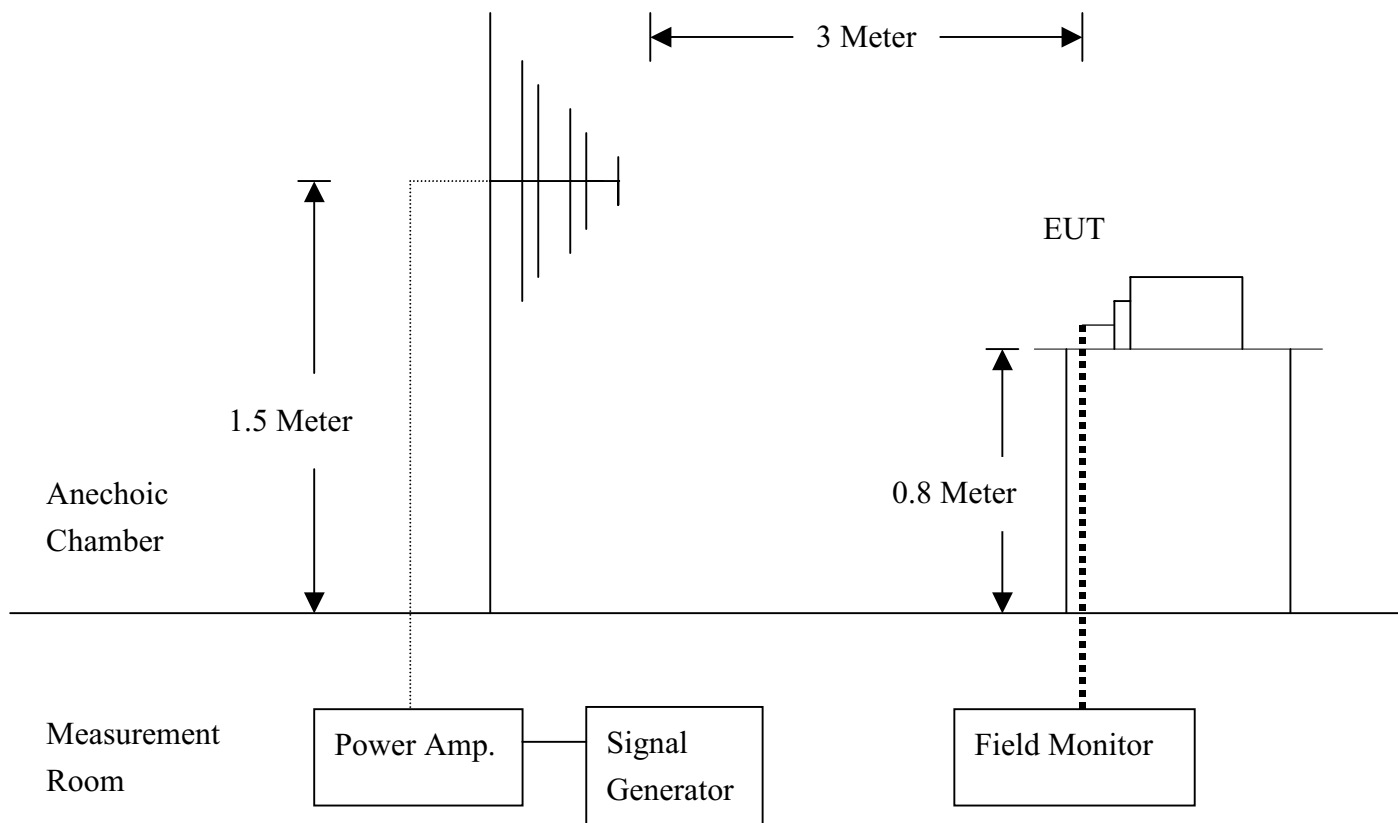 3 Meter
EUT
1.5 Meter
0.8 Meter
Anechoic
Chamber
Measurement
Room
Power Amp.
Signal
Generator
Field Monitor